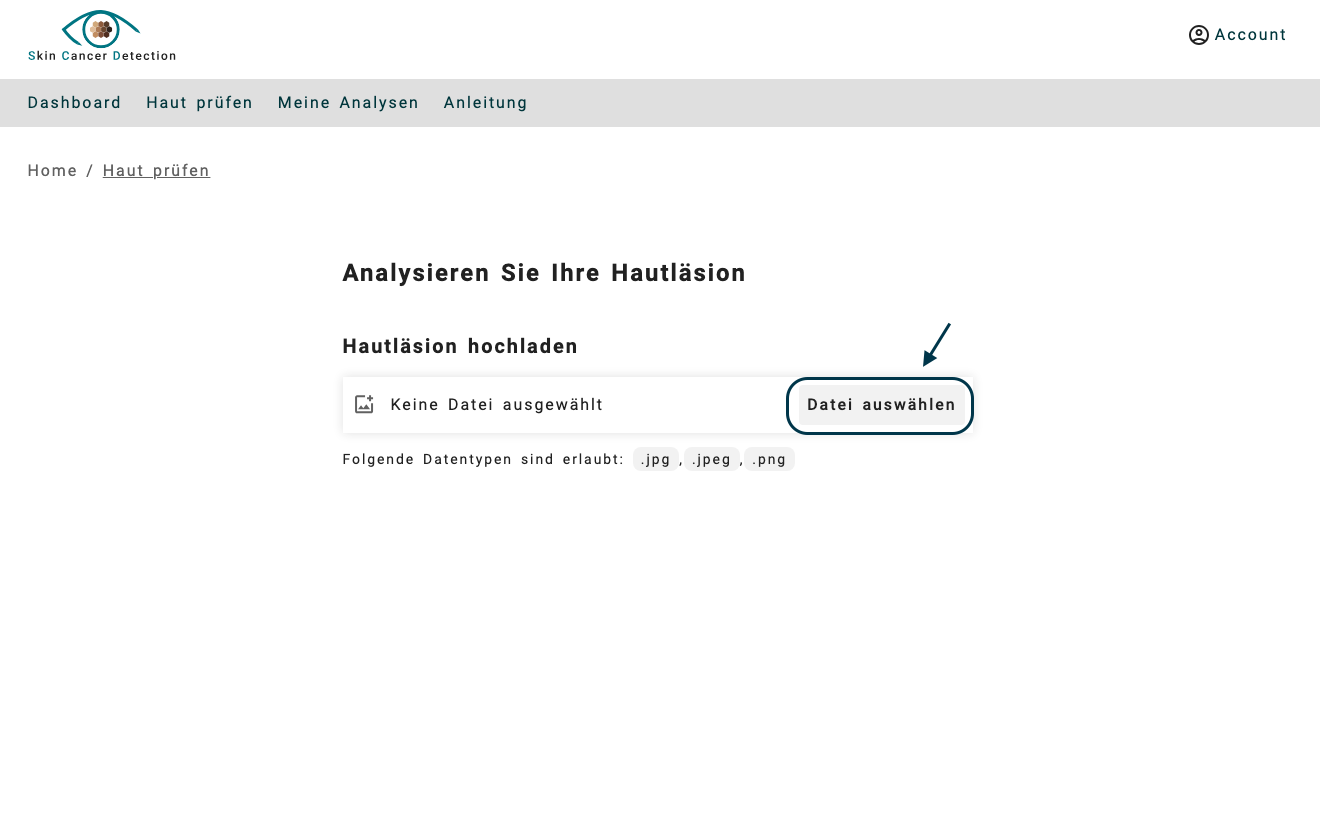 Skin Cancer Detection
Account
Dashboard Haut prüfen Meine Analysen Anleitung
Home / Haut prüfen
Analysieren Sie Ihre Hautläsion
Hautläsion hochladen
Keine Datei ausgewählt Datei auswählen
Folgende Datentypen sind erlaubt: .jpg , .jpeg , .png